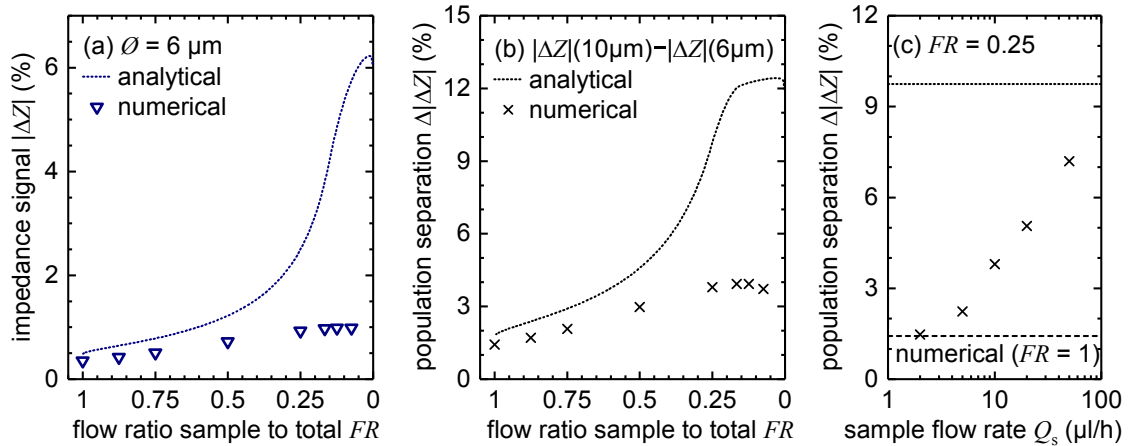 impedance signal |ΔZ| (%)
6
4
2
0
(a) Ø = 6 µm
analytical
numerical
1 0.75 0.50 0.25 0
flow ratio sample to total FR
population separation Δ|ΔZ| (%)
15
12
9
6
3
0
(b) |ΔZ|(10µm)−|ΔZ|(6µm)
analytical
numerical
1 0.75 0.50 0.25 0
flow ratio sample to total FR
population separation Δ|ΔZ| (%)
12
9
6
3
0
(c) FR = 0.25
numerical (FR = 1)
1 10 100
sample flow rate Qs (µl/h)